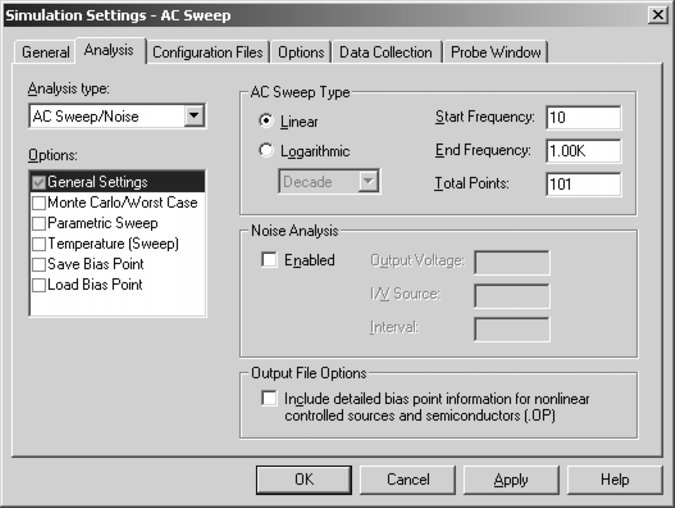 Simulation Settings - AC Sweep
General
Analysis
Configuration Files
Options
Data Collection
Probe Window
Analysis type:
AC Sweep/Noise
Options:
General Settings
Monte Carlo/Worst Case
Parametric Sweep
Temperature (Sweep)
Save Bias Point
Load Bias Point
AC Sweep Type
Linear
Logarithmic
Decade
Start Frequency: 10
End Frequency: 1.00K
Total Points: 101
Noise Analysis
Enabled
Output Voltage:
I/V Source:
Interval:
Output File Options
Include detailed bias point information for nonlinear
controlled sources and semiconductors (.OP)
OK
Cancel
Apply
Help